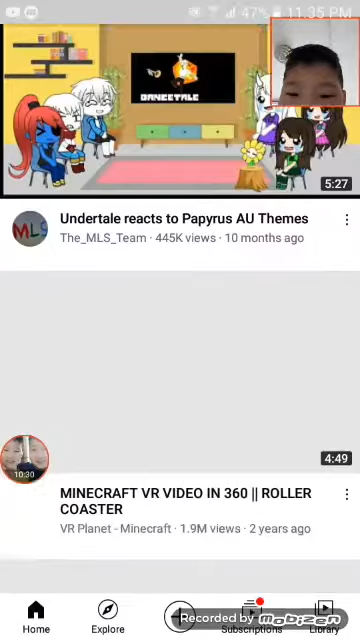 47% 11:35 PM
DANCETALE
5:27
MLS
Undertale reacts to Papyrus AU Themes
The_MLS_Team · 445K views · 10 months ago
4:49
10:30
MINECRAFT VR VIDEO IN 360 || ROLLER
COASTER
VR Planet - Minecraft · 1.9M views · 2 years ago
Home
Explore
Subscriptions
Library
Recorded by Mobizen